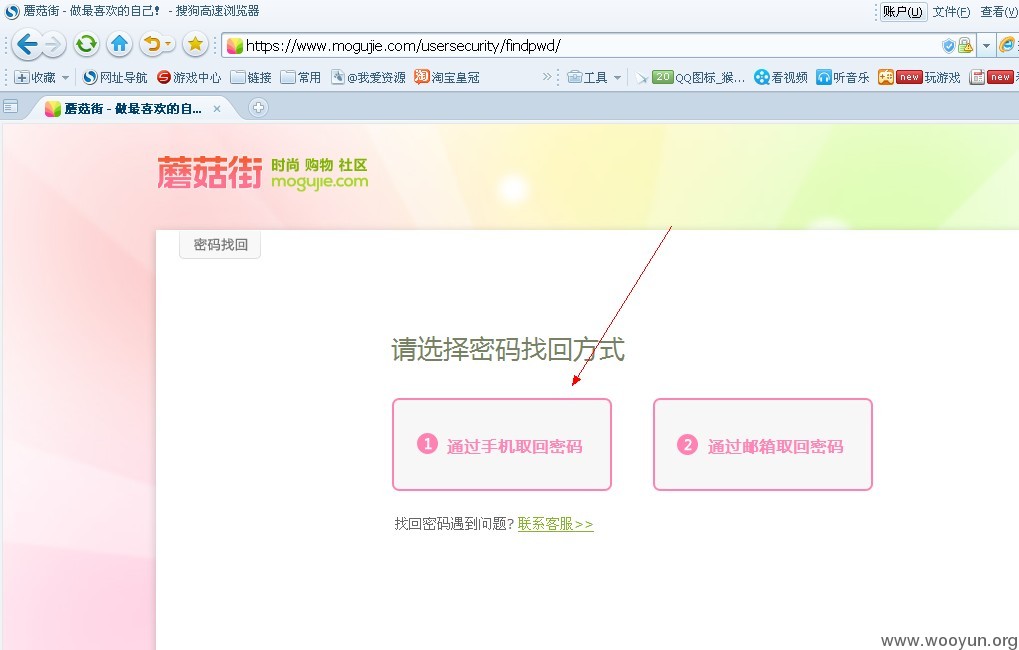 蘑菇街 - 做最喜欢的自己! - 搜狗高速浏览器
账户(U) 文件(F) 查看(V)
https://www.mogujie.com/usersecurity/findpwd/
收藏 网址导航 游戏中心 链接 常用 @我爱资源 淘宝皇冠 >> 工具 20 QQ图标_猴... 看视频 听音乐 new 玩游戏 new
蘑菇街 - 做最喜欢的自...
蘑菇街 时尚 购物 社区
mogujie.com
密码找回
请选择密码找回方式
1 通过手机取回密码
2 通过邮箱取回密码
找回密码遇到问题? 联系客服>>
www.wooyun.org